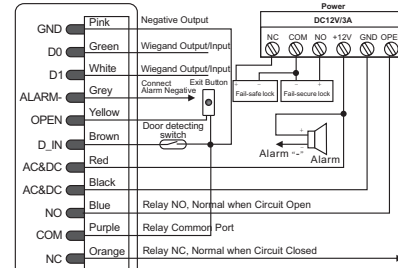 Power
DC12V/3A
NC COM NO +12V GND OPE
GND Pink Negative Output
D0 Green Wiegand Output/Input
D1 White Wiegand Output/Input
ALARM- Grey Connect Alarm Negative
Exit Button
OPEN Yellow
D_IN Brown Door detecting switch
AC&DC Red
AC&DC Black
NO Blue Relay NO, Normal when Circuit Open
COM Purple Relay Common Port
NC Orange Relay NC, Normal when Circuit Closed
+ - - +
Fail-safe lock Fail-secure lock
+
-
Alarm "-" Alarm